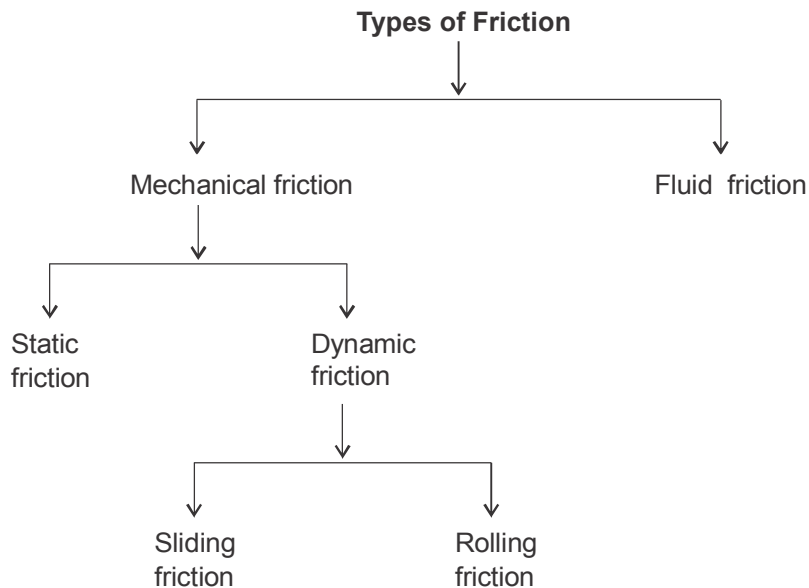 Types of Friction
Mechanical friction
Fluid friction
Static
friction
Dynamic
friction
Sliding
friction
Rolling
friction